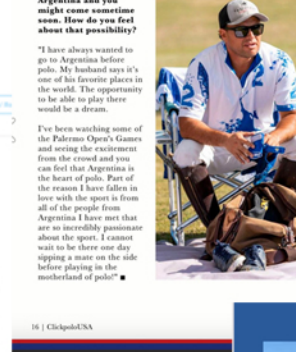 Argentina and you
might come sometime
soon. How do you feel
about that possibility?
"I have always wanted to
go to Argentina before
polo. My husband says it's
one of his favorite places in
the world. The opportunity
to be able to play there
would be a dream.
I've been watching some of
the Palermo Open's Games
and seeing the excitement
from the crowd and you
can feel that Argentina is
the heart of polo. Part of
the reason I have fallen in
love with the sport is from
all of the people from
Argentina I have met that
are so incredibly passionate
about the sport. I cannot
wait to be there one day
sipping a mate on the side
before playing in the
motherland of polo!" ■
16 | ClickpoloUSA